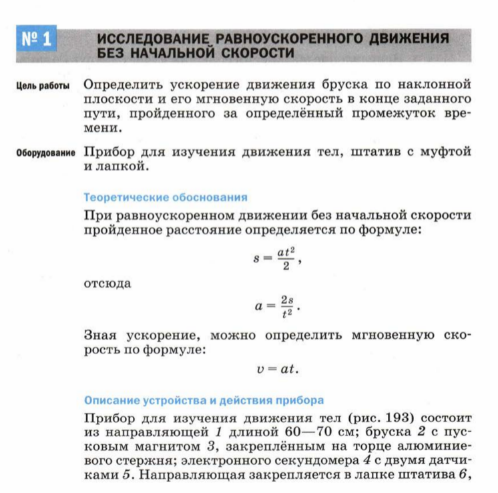 № 1
ИССЛЕДОВАНИЕ РАВНОУСКОРЕННОГО ДВИЖЕНИЯ
БЕЗ НАЧАЛЬНОЙ СКОРОСТИ
Цель работы
Определить ускорение движения бруска по наклонной
плоскости и его мгновенную скорость в конце заданного
пути, пройденного за определённый промежуток вре-
мени.
Оборудование
Прибор для изучения движения тел, штатив с муфтой
и лапкой.
Теоретические обоснования
При равноускоренном движении без начальной скорости
пройденное расстояние определяется по формуле:
s = at²/2,
отсюда
a = 2s/t².
Зная ускорение, можно определить мгновенную ско-
рость по формуле:
v = at.
Описание устройства и действия прибора
Прибор для изучения движения тел (рис. 193) состоит
из направляющей 1 длиной 60—70 см; бруска 2 с пус-
ковым магнитом 3, закреплённым на торце алюминие-
вого стержня; электронного секундомера 4 с двумя датчи-
ками 5. Направляющая закрепляется в лапке штатива 6,